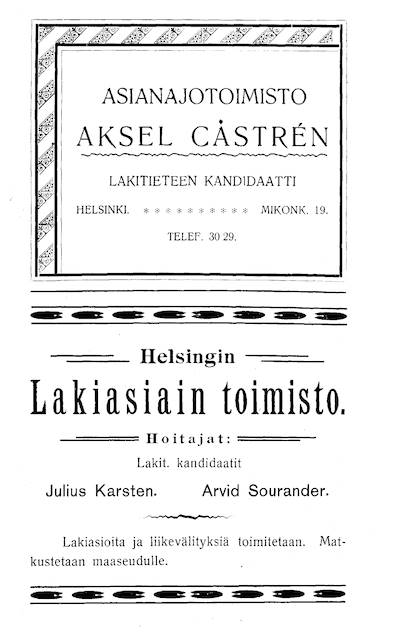 ASIANAJOTOIMISTO
AKSEL CÅSTRÉN
LAKITIETEEN KANDIDAATTI
HELSINKI. * * * * * * * * * * MIKONK. 19.
TELEF. 30 29.
Helsingin
Lakiasiain toimisto.
Hoitajat:
Lakit. kandidaatit
Julius Karsten. Arvid Sourander.
Lakiasioita ja liikevälityksiä toimitetaan. Mat-
kustetaan maaseudulle.